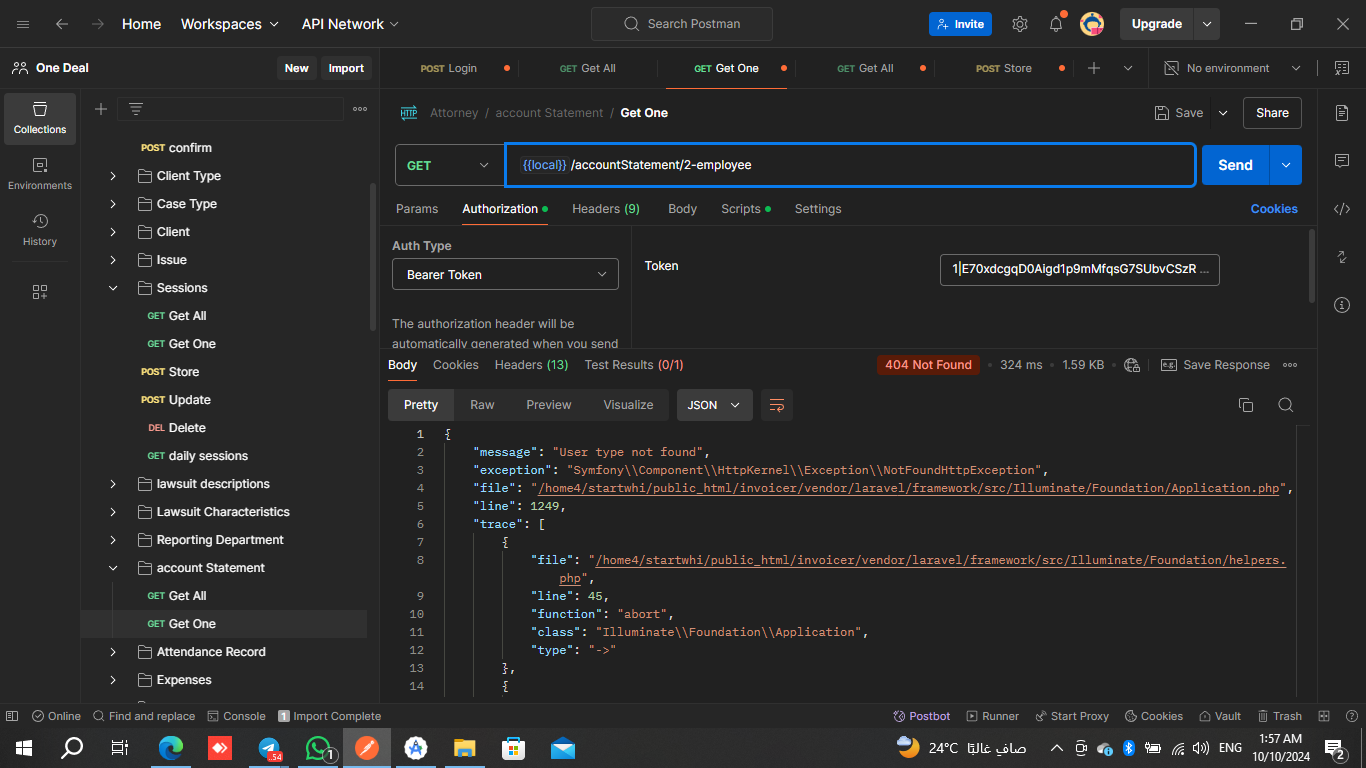 Home Workspaces API Network Search Postman Invite Upgrade
One Deal New Import POST Login GET Get All GET Get One GET Get All POST Store No environment
Collections
Environments
History
POST confirm
Client Type
Case Type
Client
Issue
Sessions
GET Get All
GET Get One
POST Store
POST Update
DEL Delete
GET daily sessions
lawsuit descriptions
Lawsuit Characteristics
Reporting Department
account Statement
GET Get All
GET Get One
Attendance Record
Expenses
HTTP Attorney / account Statement / Get One Save Share
GET {{local}} /accountStatement/2-employee Send
Params Authorization Headers (9) Body Scripts Settings Cookies
Auth Type
Bearer Token
The authorization header will be
automatically generated when you send
Token 1|E70xdcgqD0Aigd1p9mMfqsG7SUbvCSzR ...
Body Cookies Headers (13) Test Results (0/1) 404 Not Found 324 ms 1.59 KB e.g. Save Response
Pretty Raw Preview Visualize JSON
1 {
2 "message": "User type not found",
3 "exception": "Symfony\\Component\\HttpKernel\\Exception\\NotFoundHttpException",
4 "file": "/home4/startwhi/public_html/invoicer/vendor/laravel/framework/src/Illuminate/Foundation/Application.php",
5 "line": 1249,
6 "trace": [
7 {
8 "file": "/home4/startwhi/public_html/invoicer/vendor/laravel/framework/src/Illuminate/Foundation/helpers.
php",
9 "line": 45,
10 "function": "abort",
11 "class": "Illuminate\\Foundation\\Application",
12 "type": "->"
13 },
14 {
Online Find and replace Console 1 Import Complete Postbot Runner Start Proxy Cookies Vault Trash
.54 1 24°C صافٍ غالبًا ENG 1:57 AM
10/10/2024 2